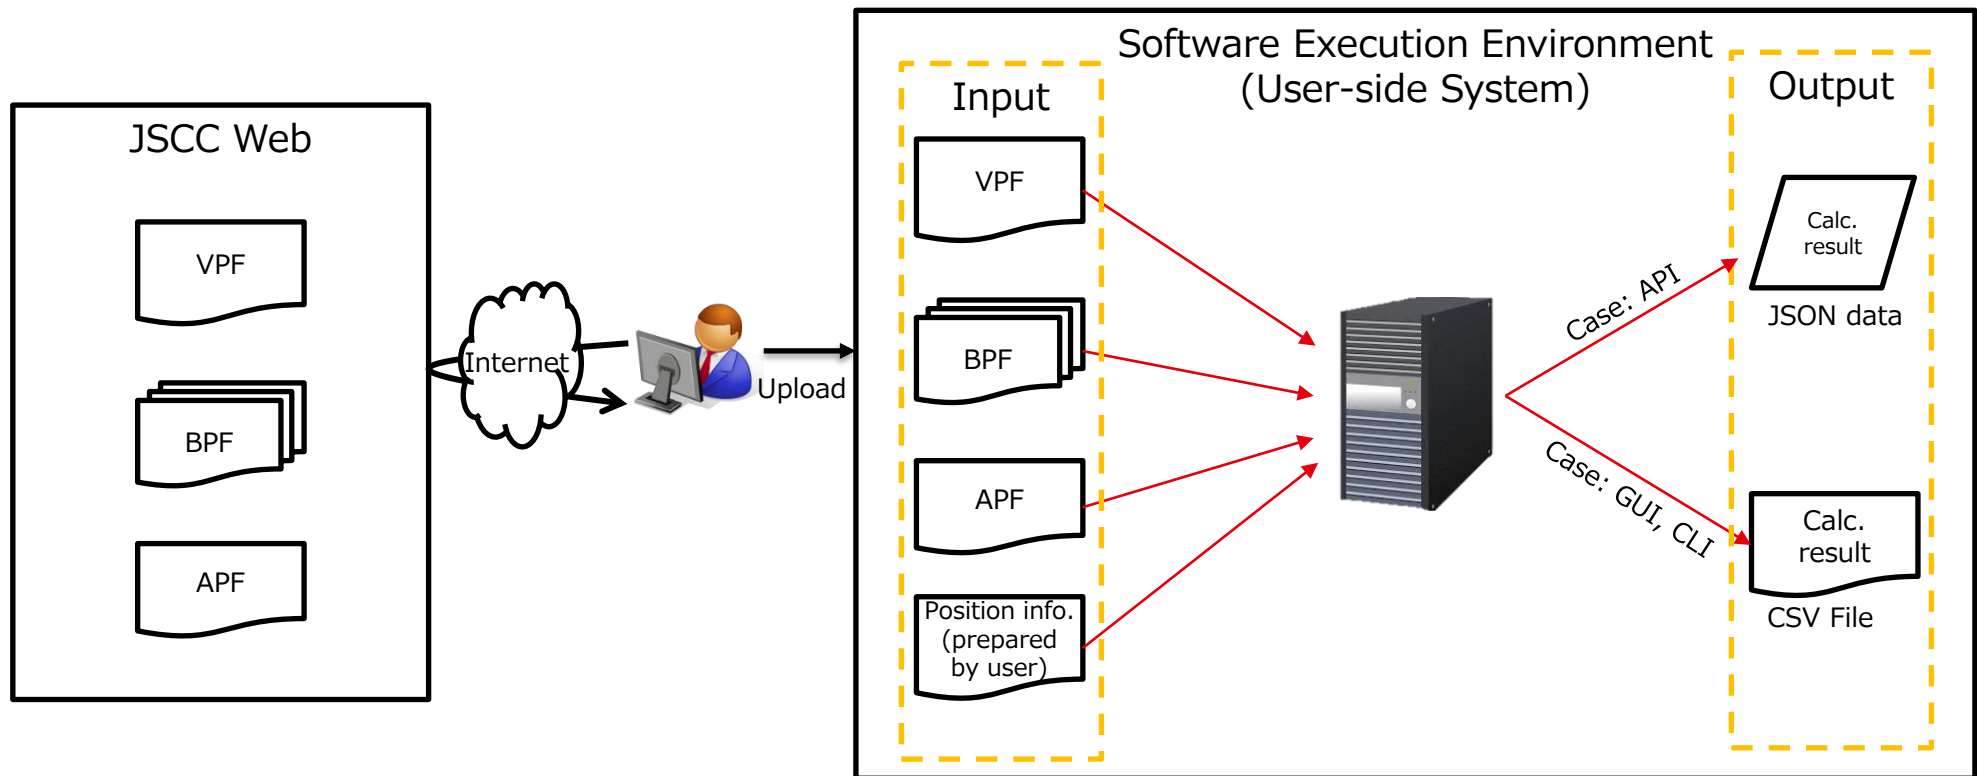 JSCC Web
VPF
BPF
APF
Internet
Upload
Software Execution Environment
(User-side System)
Input
VPF
BPF
APF
Position info.
(prepared
by user)
Case: API
Case: GUI, CLI
Output
Calc.
result
JSON data
Calc.
result
CSV File